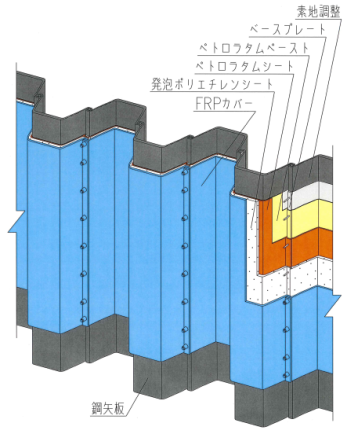 素地調整
ベースプレート
ペトロラタムペースト
ペトロラタムシート
発泡ポリエチレンシート
FRPカバー
鋼矢板